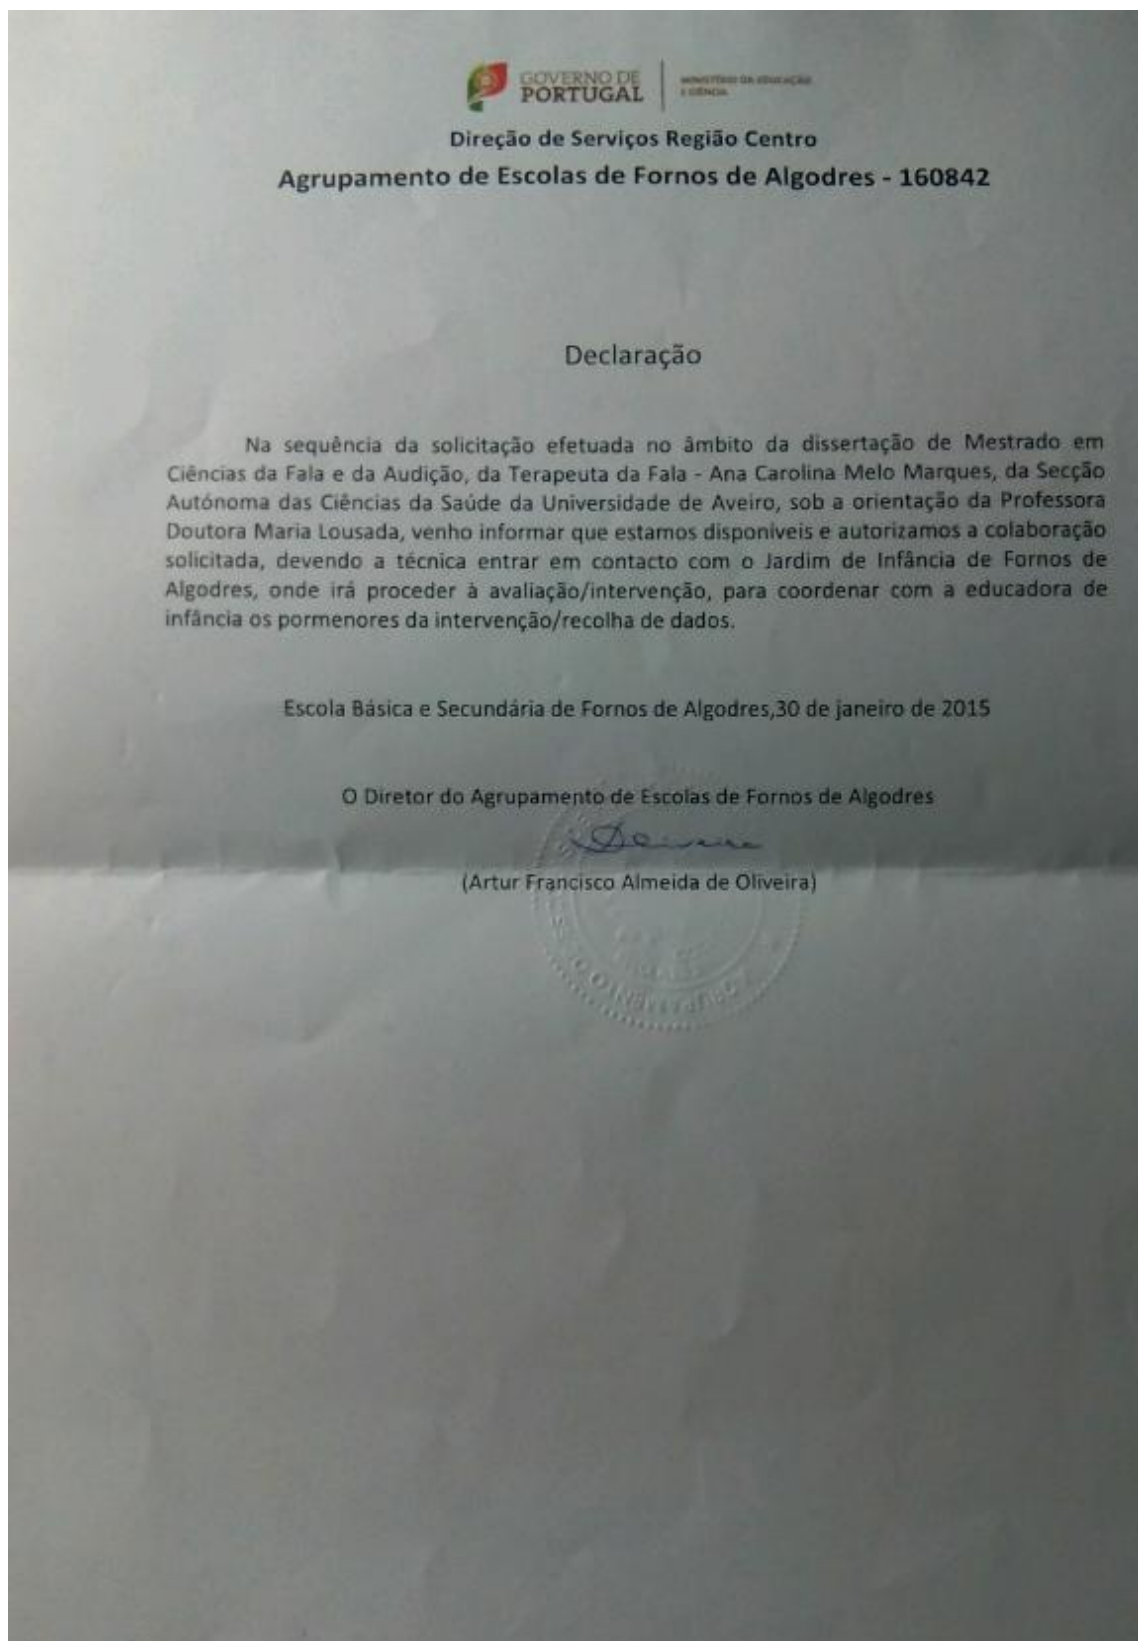 GOVERNO DE
PORTUGAL
MINISTÉRIO DA EDUCAÇÃO
E CIÊNCIA
Direção de Serviços Região Centro
Agrupamento de Escolas de Fornos de Algodres - 160842
Declaração
Na sequência da solicitação efetuada no âmbito da dissertação de Mestrado em
Ciências da Fala e da Audição, da Terapeuta da Fala - Ana Carolina Melo Marques, da Secção
Autónoma das Ciências da Saúde da Universidade de Aveiro, sob a orientação da Professora
Doutora Maria Lousada, venho informar que estamos disponíveis e autorizamos a colaboração
solicitada, devendo a técnica entrar em contacto com o Jardim de Infância de Fornos de
Algodres, onde irá proceder à avaliação/intervenção, para coordenar com a educadora de
infância os pormenores da intervenção/recolha de dados.
Escola Básica e Secundária de Fornos de Algodres,30 de janeiro de 2015
O Diretor do Agrupamento de Escolas de Fornos de Algodres
(Artur Francisco Almeida de Oliveira)